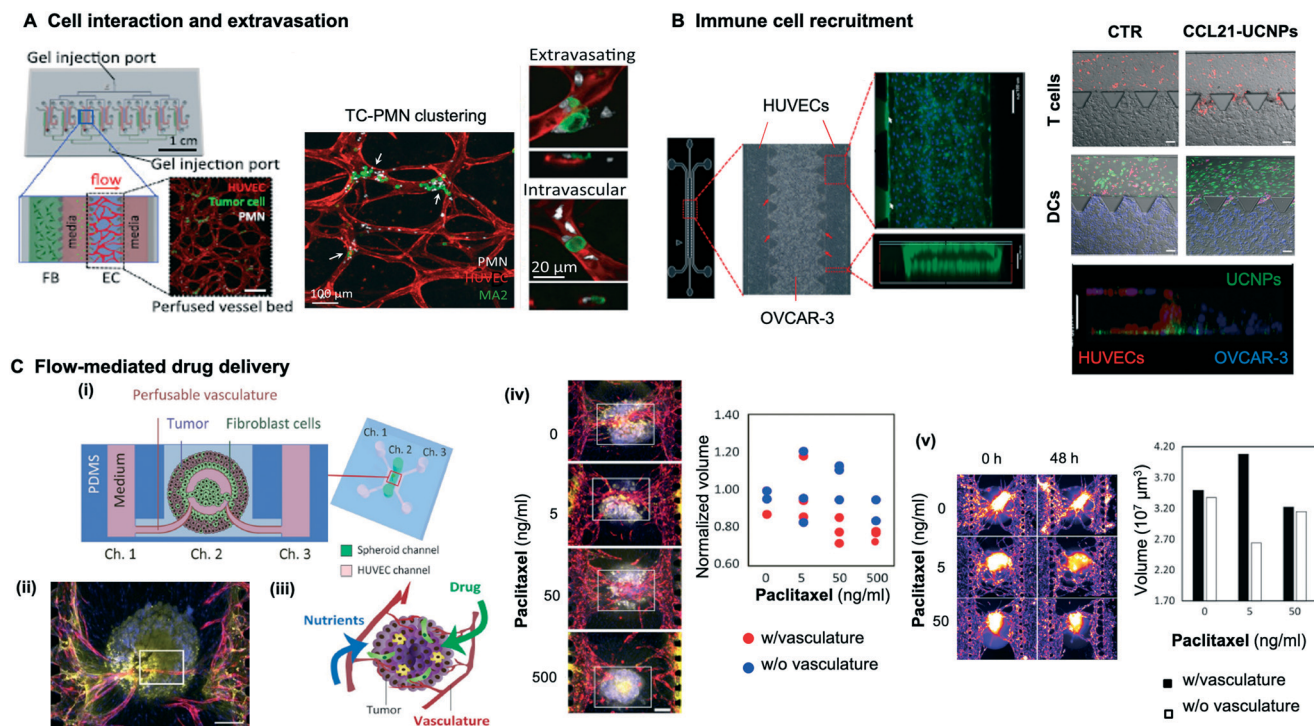 A Cell interaction and extravasation
Gel injection port
1 cm
Gel injection port
flow
HUVEC
Tumor cell
PMN
media
media
FB
EC
Perfused vessel bed
TC-PMN clustering
PMN
HUVEC
MA2
100 µm
Extravasating
Intravascular
20 µm
B Immune cell recruitment
HUVECs
OVCAR-3
CTR
CCL21-UCNPs
T cells
DCs
UCNPs
HUVECs
OVCAR-3
C Flow-mediated drug delivery
(i)
Perfusable vasculature
Tumor
Fibroblast cells
PDMS
Medium
Ch. 1
Ch. 2
Ch. 3
Ch. 1
Ch. 2
Ch. 3
Spheroid channel
HUVEC channel
(ii)
(iii)
Nutrients
Drug
Tumor
Vasculature
(iv)
Paclitaxel (ng/ml)
0
5
50
500
Normalized volume
1.40
1.20
1.00
0.80
0.60
0
5
50
500
Paclitaxel (ng/ml)
w/vasculature
w/o vasculature
(v)
0 h
48 h
Paclitaxel (ng/ml)
0
5
50
Volume (10⁷ µm³)
4.20
3.70
3.20
2.70
2.20
1.70
0
5
50
Paclitaxel
(ng/ml)
w/vasculature
w/o vasculature